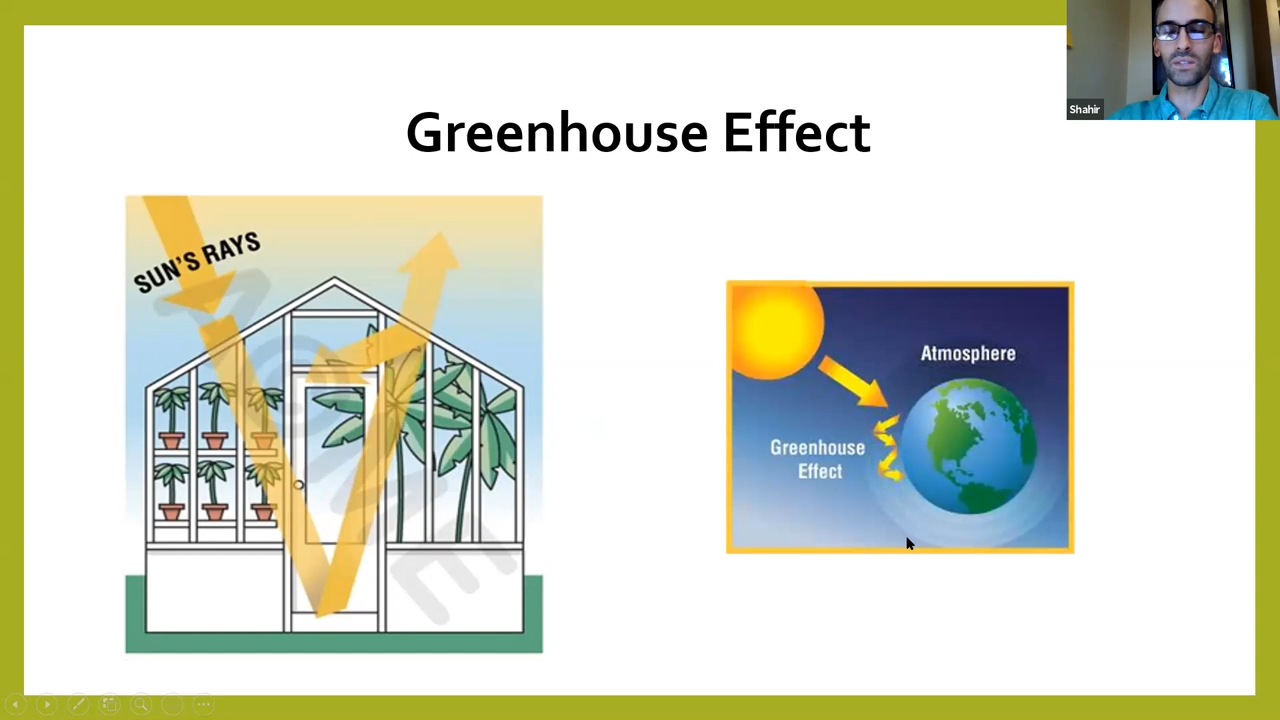 Greenhouse Effect
Shahir
SUN'S RAYS
Atmosphere
Greenhouse
Effect